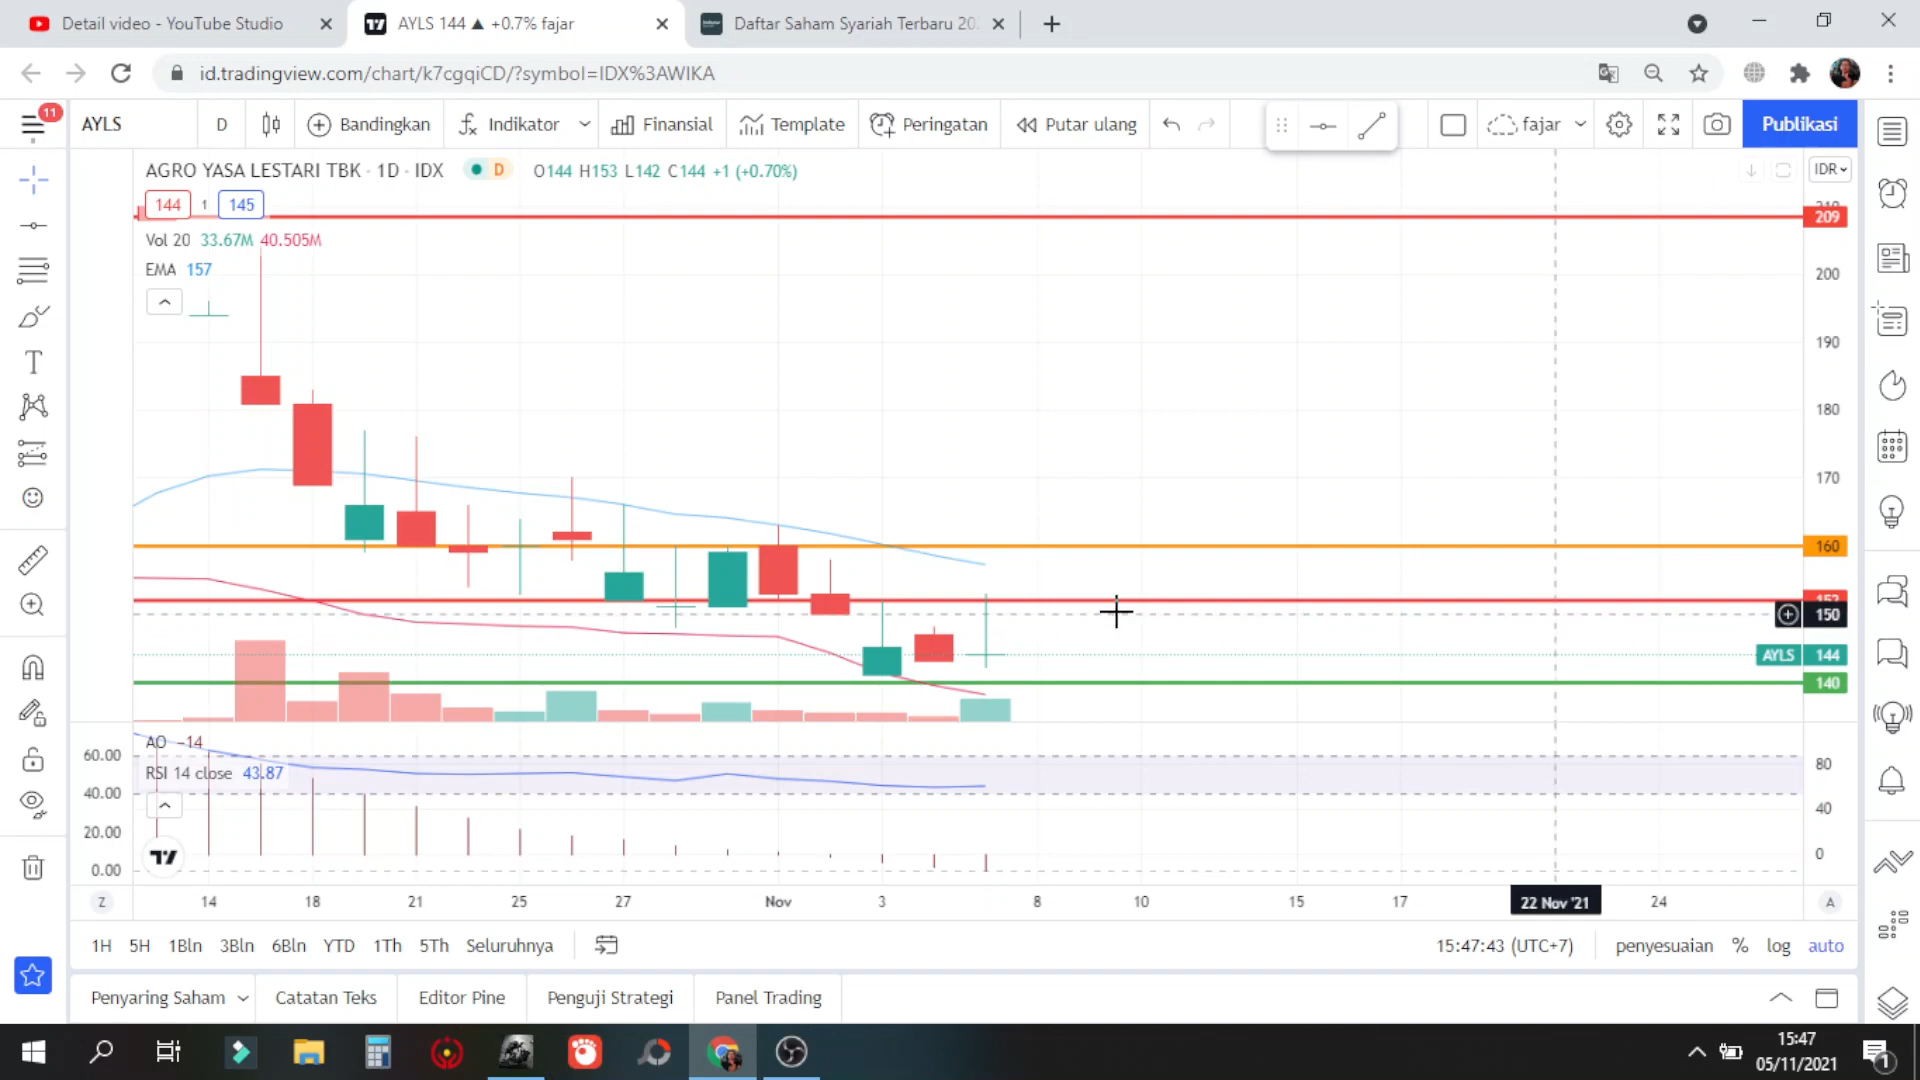 Detail video - YouTube Studio
AYLS 144 ▲ +0.7% fajar
Daftar Saham Syariah Terbaru 20
id.tradingview.com/chart/k7cgqiCD/?symbol=IDX%3AWIKA
11
AYLS
D
Bandingkan
Indikator
Finansial
Template
Peringatan
Putar ulang
fajar
Publikasi
AGRO YASA LESTARI TBK · 1D · IDX
D
O144 H153 L142 C144 +1 (+0.70%)
IDR
144
1
145
209
Vol 20 33.67M 40.505M
EMA 157
200
190
180
170
160
150
AYLS 144
140
AO -14
RSI 14 close 43.87
60.00
40.00
20.00
0.00
80
40
0
Z
14
18
21
25
27
Nov
3
8
10
15
17
22 Nov '21
24
A
1H
5H
1Bln
3Bln
6Bln
YTD
1Th
5Th
Seluruhnya
15:47:43 (UTC+7)
penyesuaian
%
log
auto
Penyaring Saham
Catatan Teks
Editor Pine
Penguji Strategi
Panel Trading
15:47
05/11/2021
1